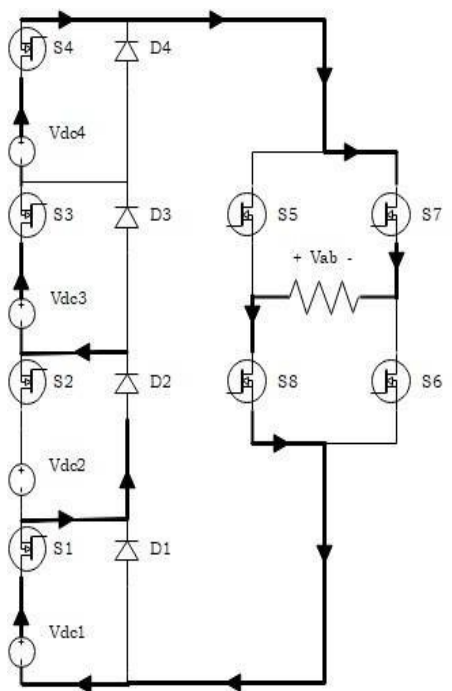 S4
D4
Vdc4
S3
D3
S5
S7
+ Vab -
Vdc3
S2
D2
S8
S6
Vdc2
S1
D1
Vdc1